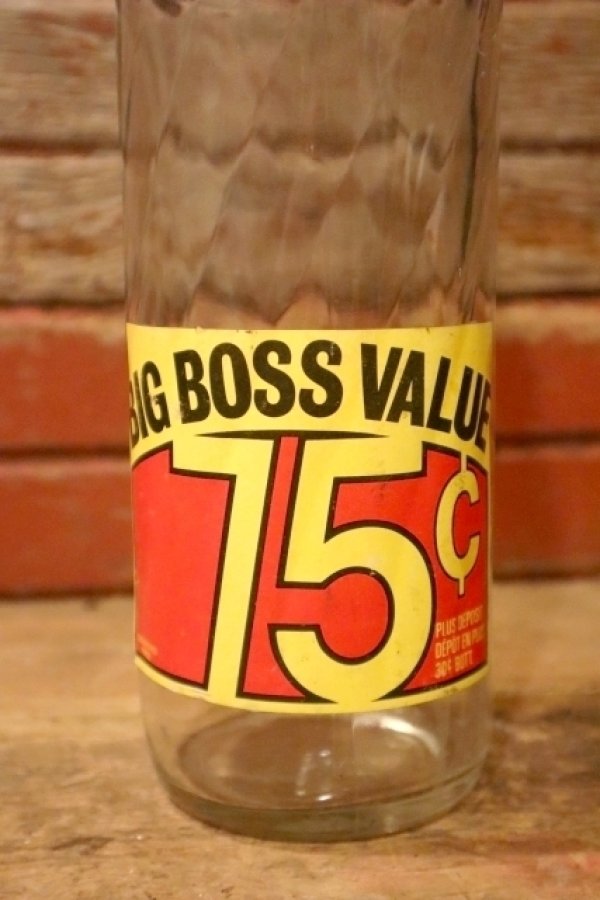 BIG BOSS VALUE
75¢
PLUS DEPOSIT
DÉPÔT EN PLUS
30¢ BOTT.